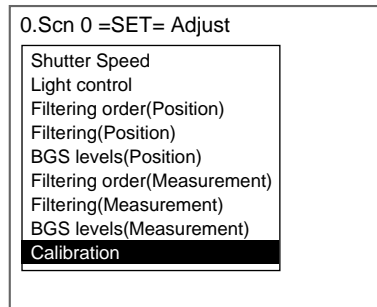 0.Scn 0 =SET= Adjust
Shutter Speed
Light control
Filtering order(Position)
Filtering(Position)
BGS levels(Position)
Filtering order(Measurement)
Filtering(Measurement)
BGS levels(Measurement)
Calibration